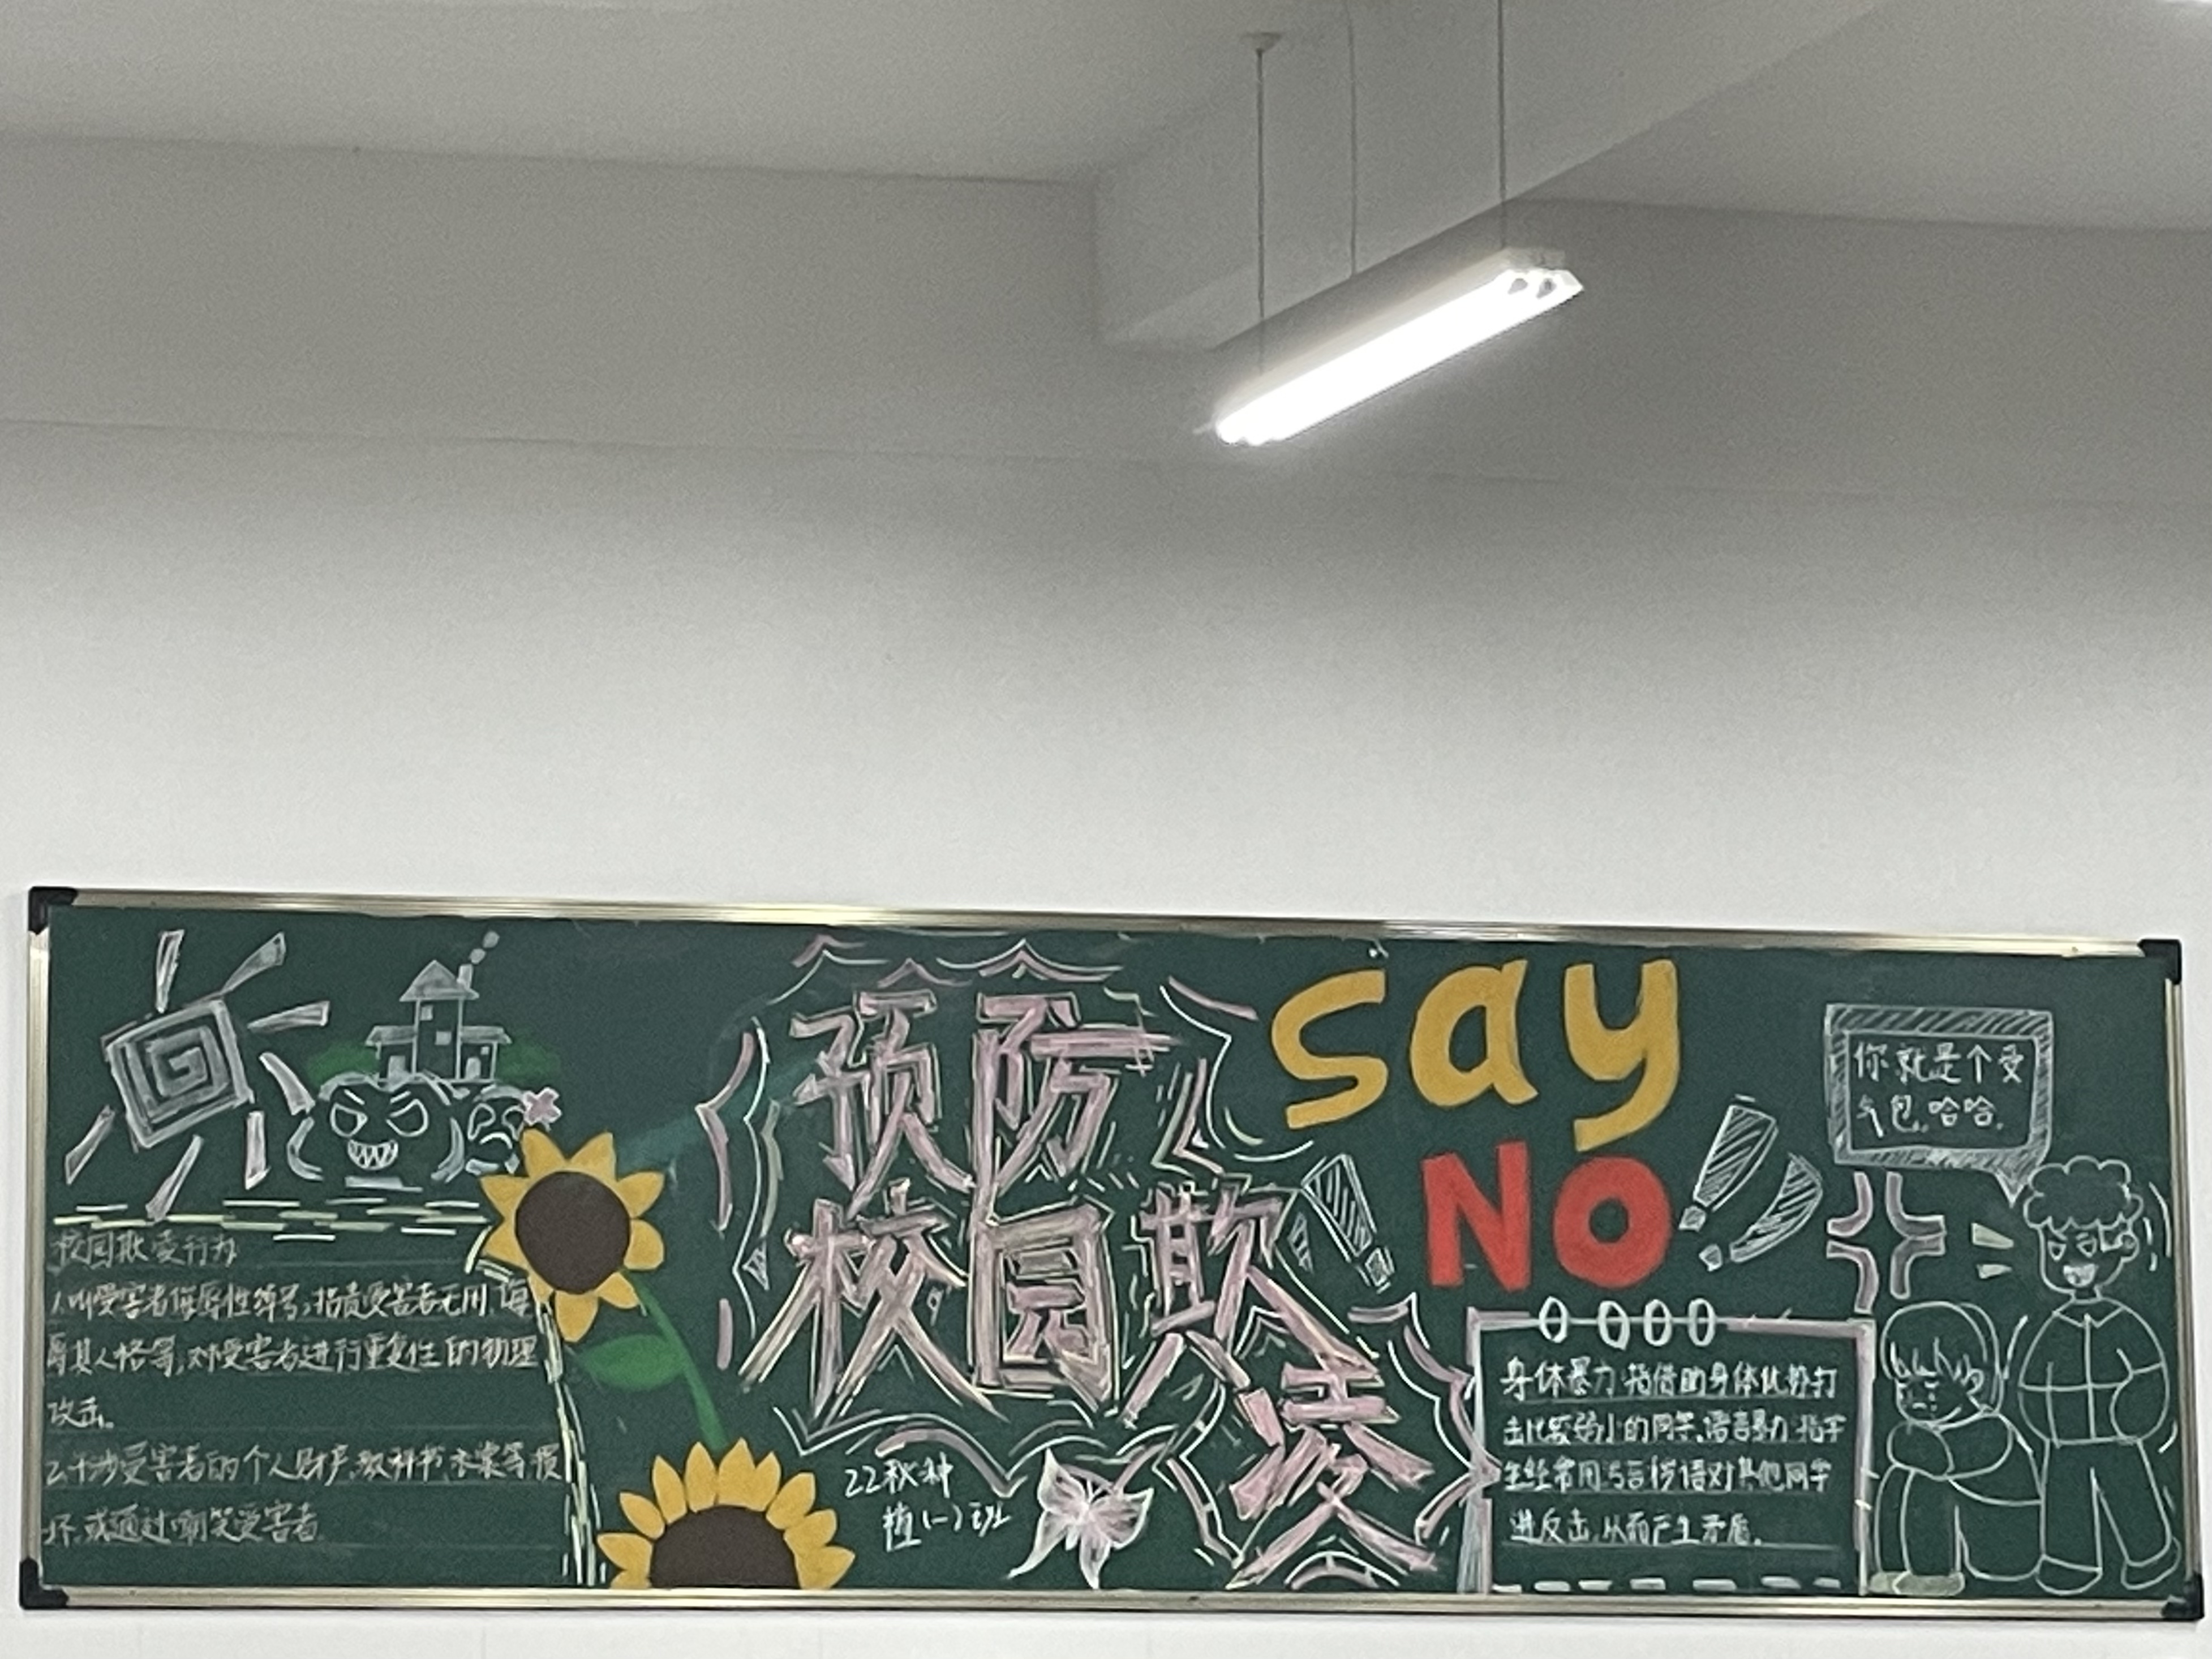 校园欺凌行为
1.叫受害者侮辱性绰号,指责受害者无用,侮
辱其人格等,对受害者进行重复性的物理
攻击。
2.干涉受害者的个人财产,教科书,衣裳等,损
坏,或通过嘲笑受害者
预防
校园欺
凌
22秋种
植(一)班
say
NO
你就是个受
气包,哈哈.
身体暴力:指借助身体优势打
击比较弱小的同学,语言暴力:指学
生经常用污言秽语对其他同学
进反击,从而产生矛盾。